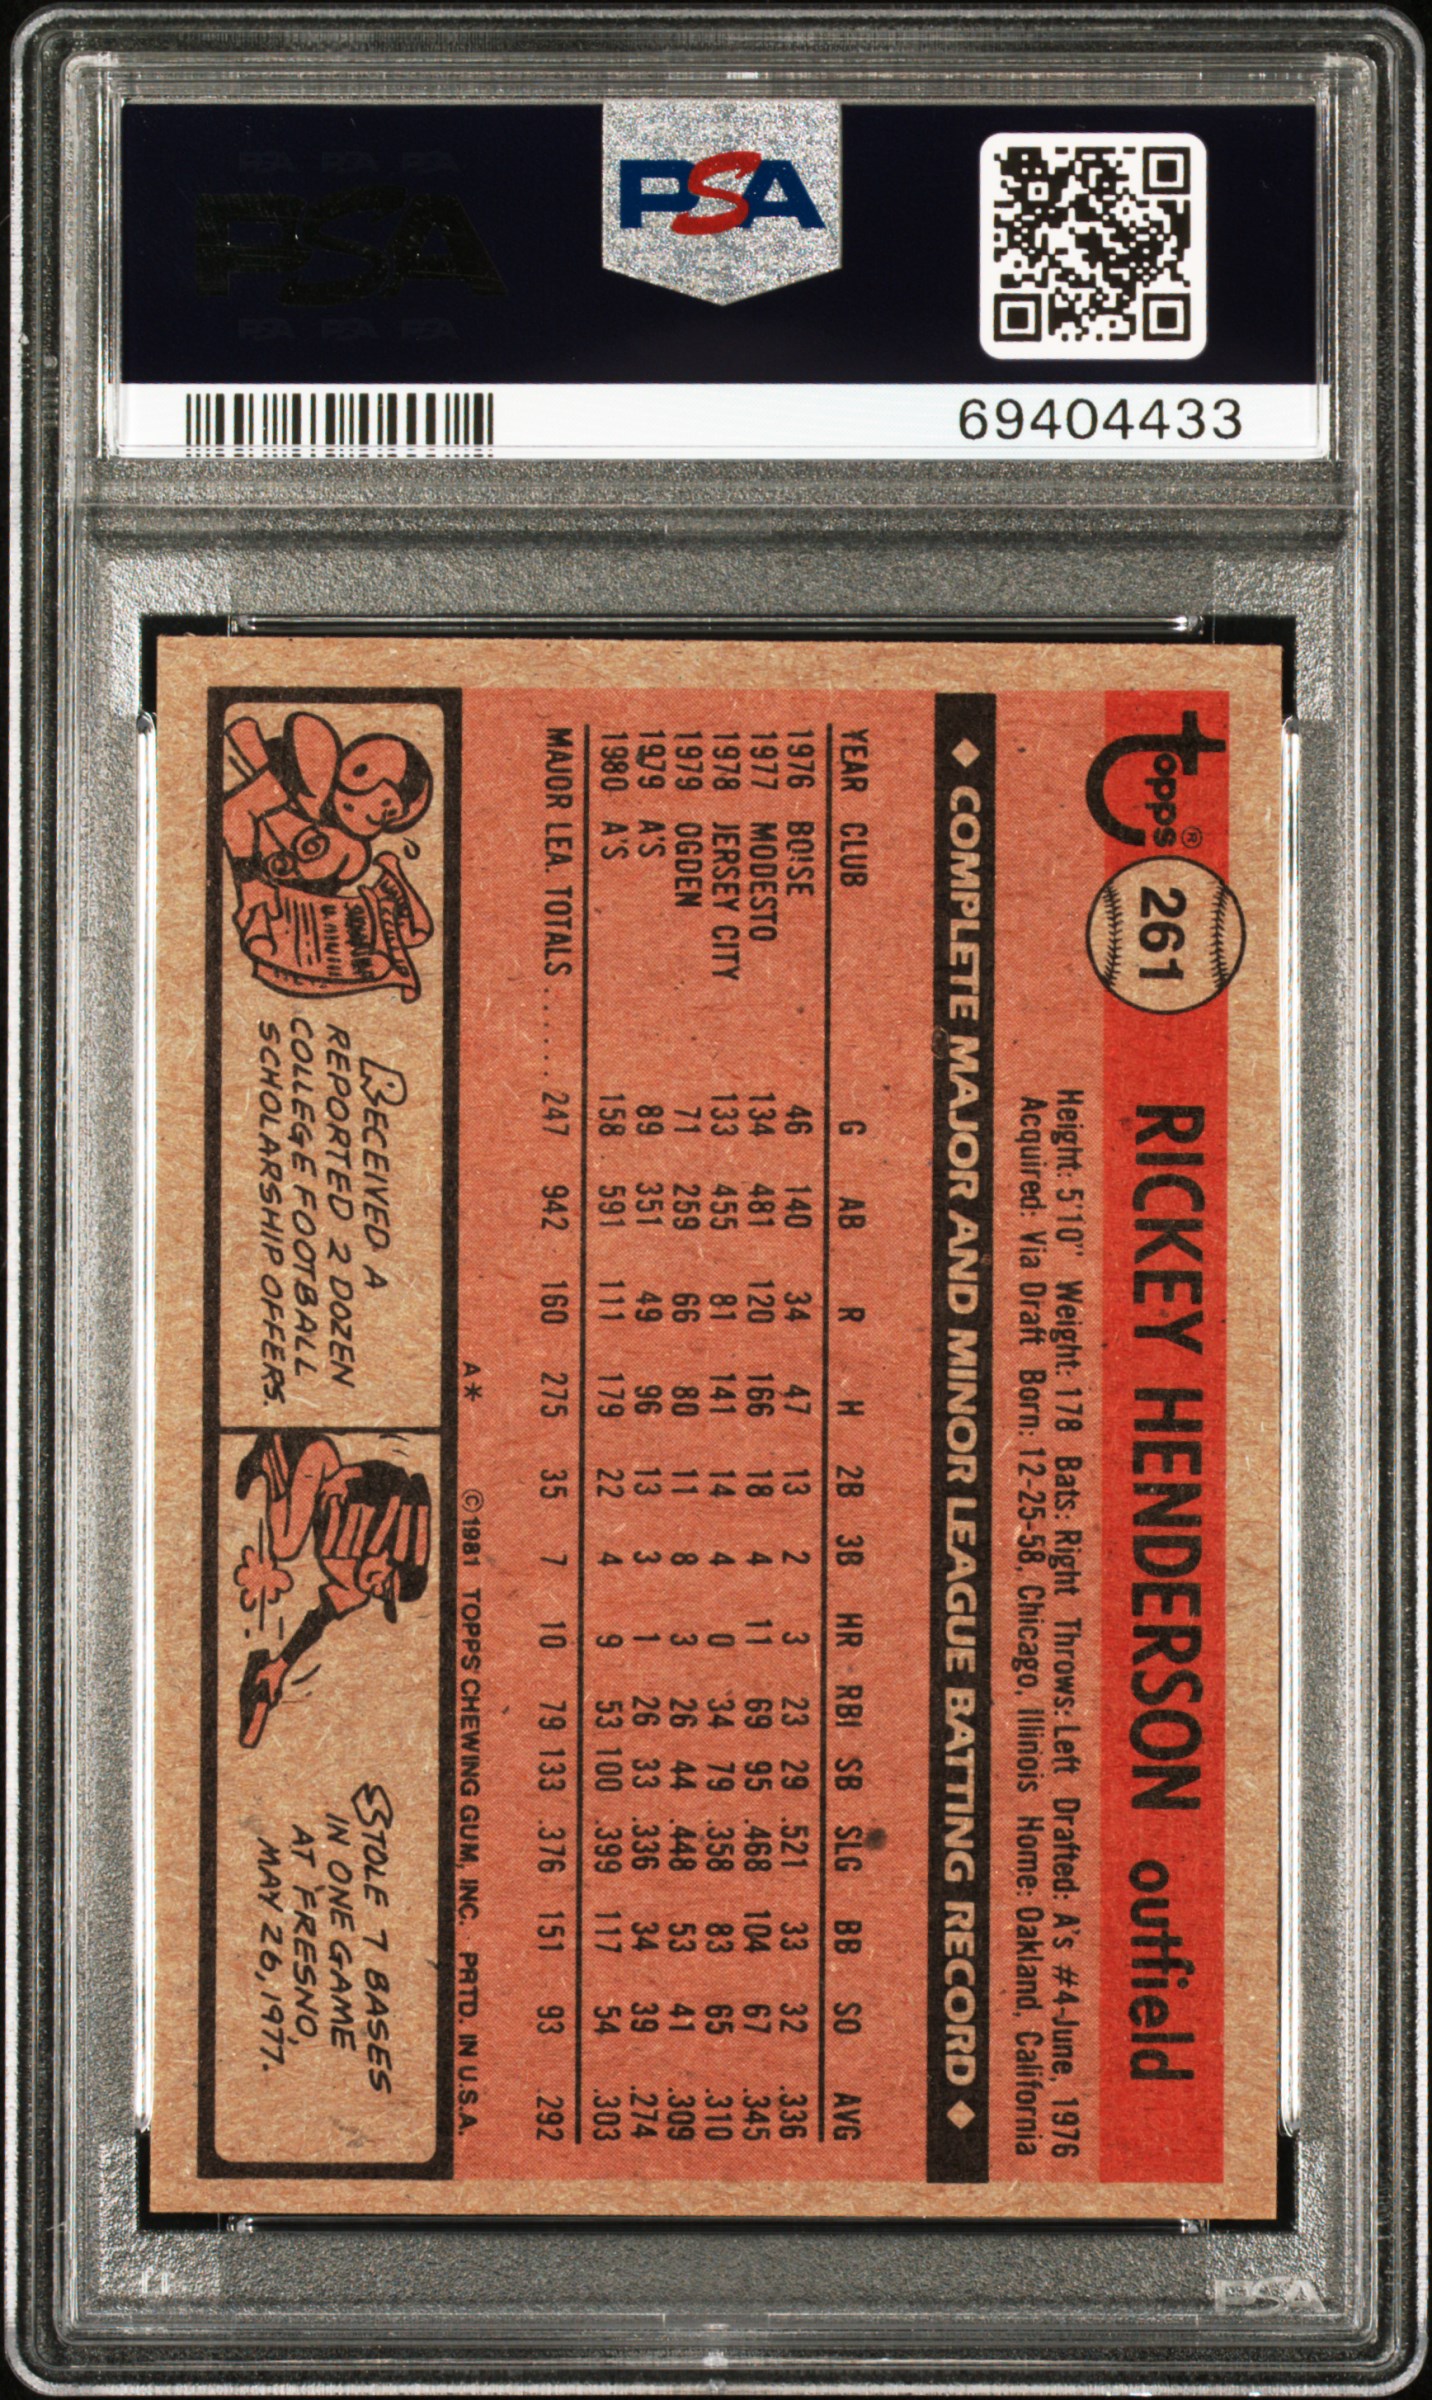 PSA
PSA PSA PSA
PSA
PSA PSA PSA
69404433
topps®
261
RICKEY HENDERSON outfield
Height: 5'10" Weight: 178 Bats: Right Throws: Left Drafted: A's #4-June, 1976
Acquired: Via Draft Born: 12-25-58, Chicago, Illinois Home: Oakland, California
◆ COMPLETE MAJOR AND MINOR LEAGUE BATTING RECORD ◆
YEAR CLUB G AB R H 2B 3B HR RBI SB SLG BB SO AVG
1976 BOISE 46 140 34 47 13 2 3 23 29 .521 33 32 .336
1977 MODESTO 134 481 120 166 18 4 11 69 95 .468 104 67 .345
1978 JERSEY CITY 133 455 81 141 14 4 0 34 79 .358 83 65 .310
1979 OGDEN 71 259 66 80 11 8 3 26 44 .448 53 41 .309
1979 A'S 89 351 49 96 13 3 1 26 33 .336 34 39 .274
1980 A'S 158 591 111 179 22 4 9 53 100 .399 117 54 .303
MAJOR LEA. TOTALS ...... 247 942 160 275 35 7 10 79 133 .376 151 93 .292
A* ©1981 TOPPS CHEWING GUM, INC. PRTD. IN U.S.A.
RECEIVED A
REPORTED 2 DOZEN
COLLEGE FOOTBALL
SCHOLARSHIP OFFERS.
STOLE 7 BASES
IN ONE GAME
AT FRESNO,
MAY 26, 1977.
PSA